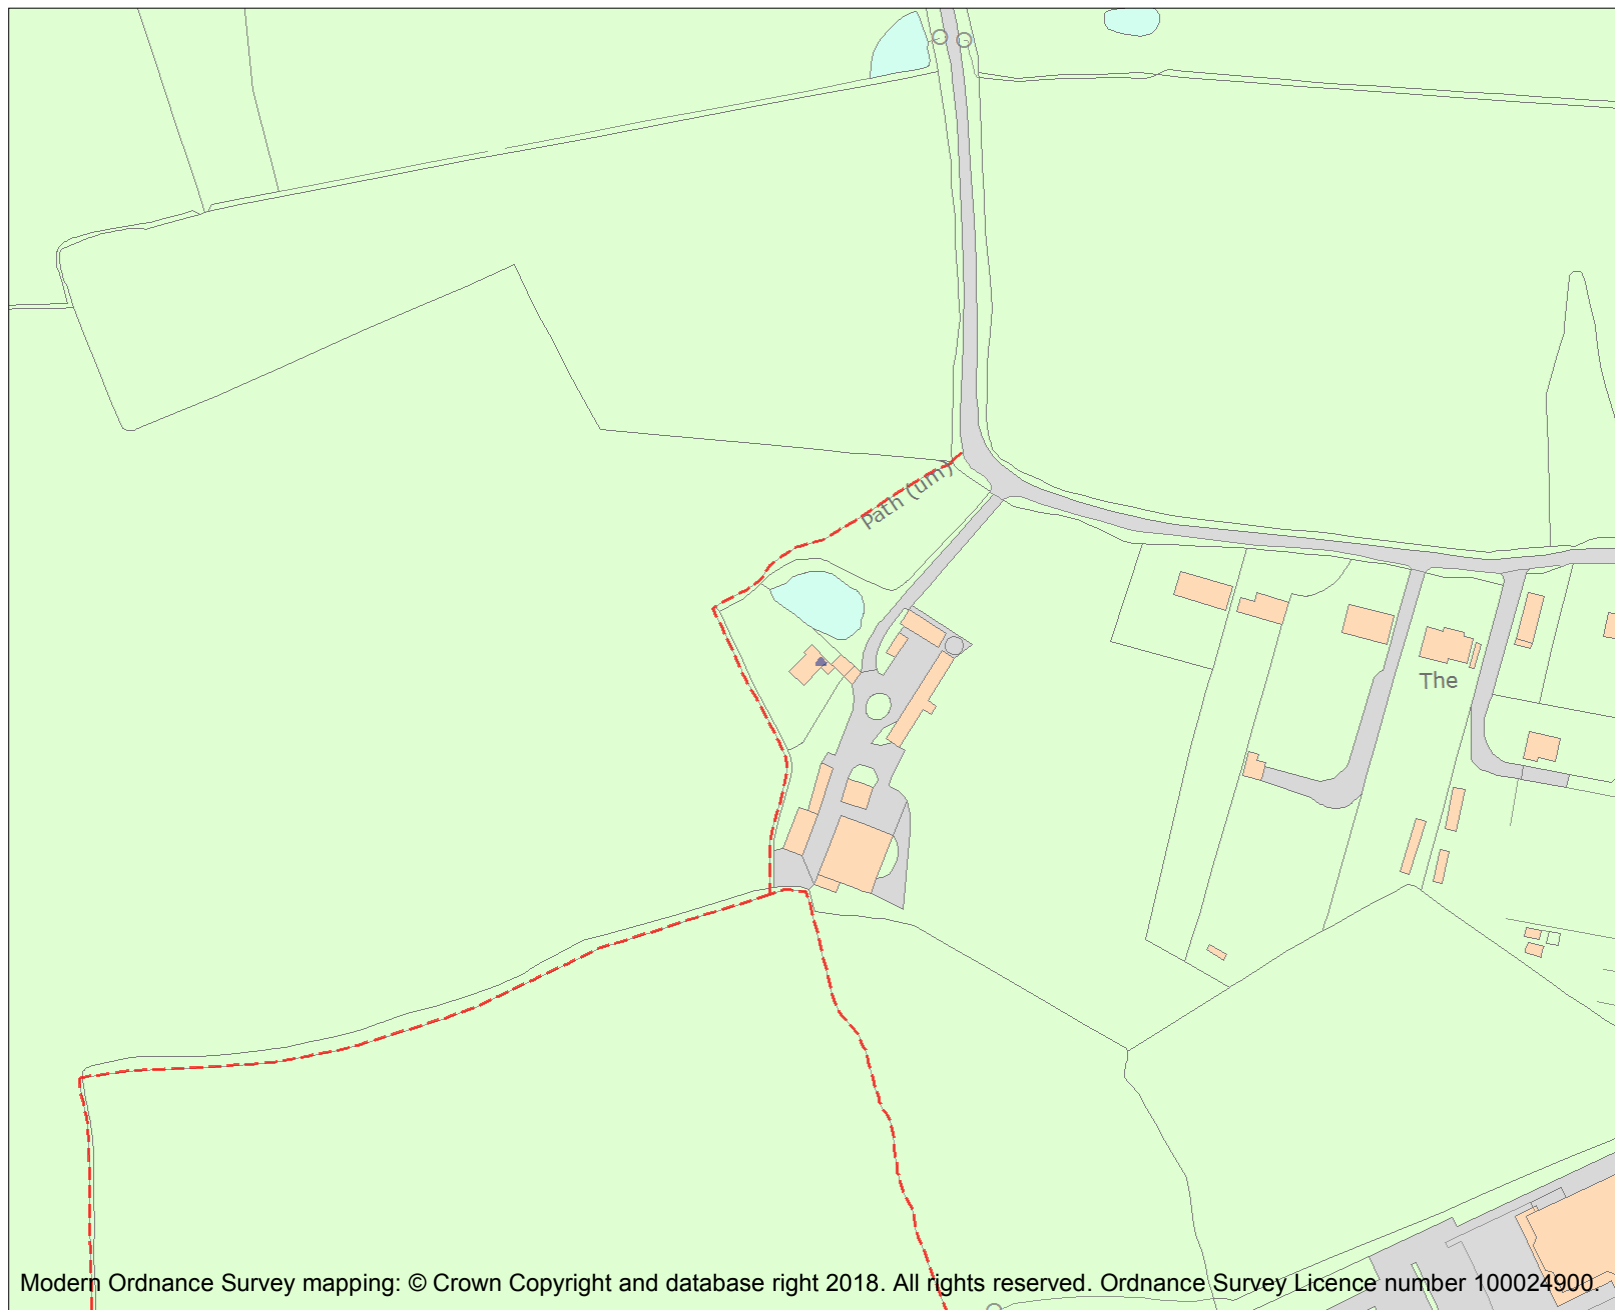 Path (um)
The
Modern Ordnance Survey mapping: © Crown Copyright and database right 2018. All rights reserved. Ordnance Survey Licence number 100024900.